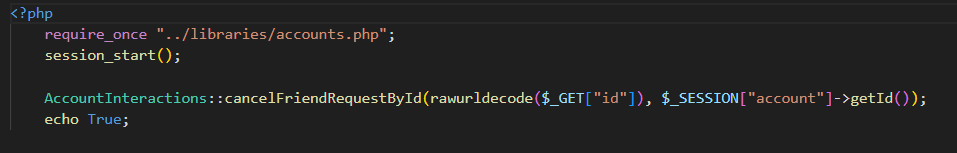 <?php
require_once "../libraries/accounts.php";
session_start();
AccountInteractions::cancelFriendRequestById(rawurldecode($_GET["id"]), $_SESSION["account"]->getId());
echo True;